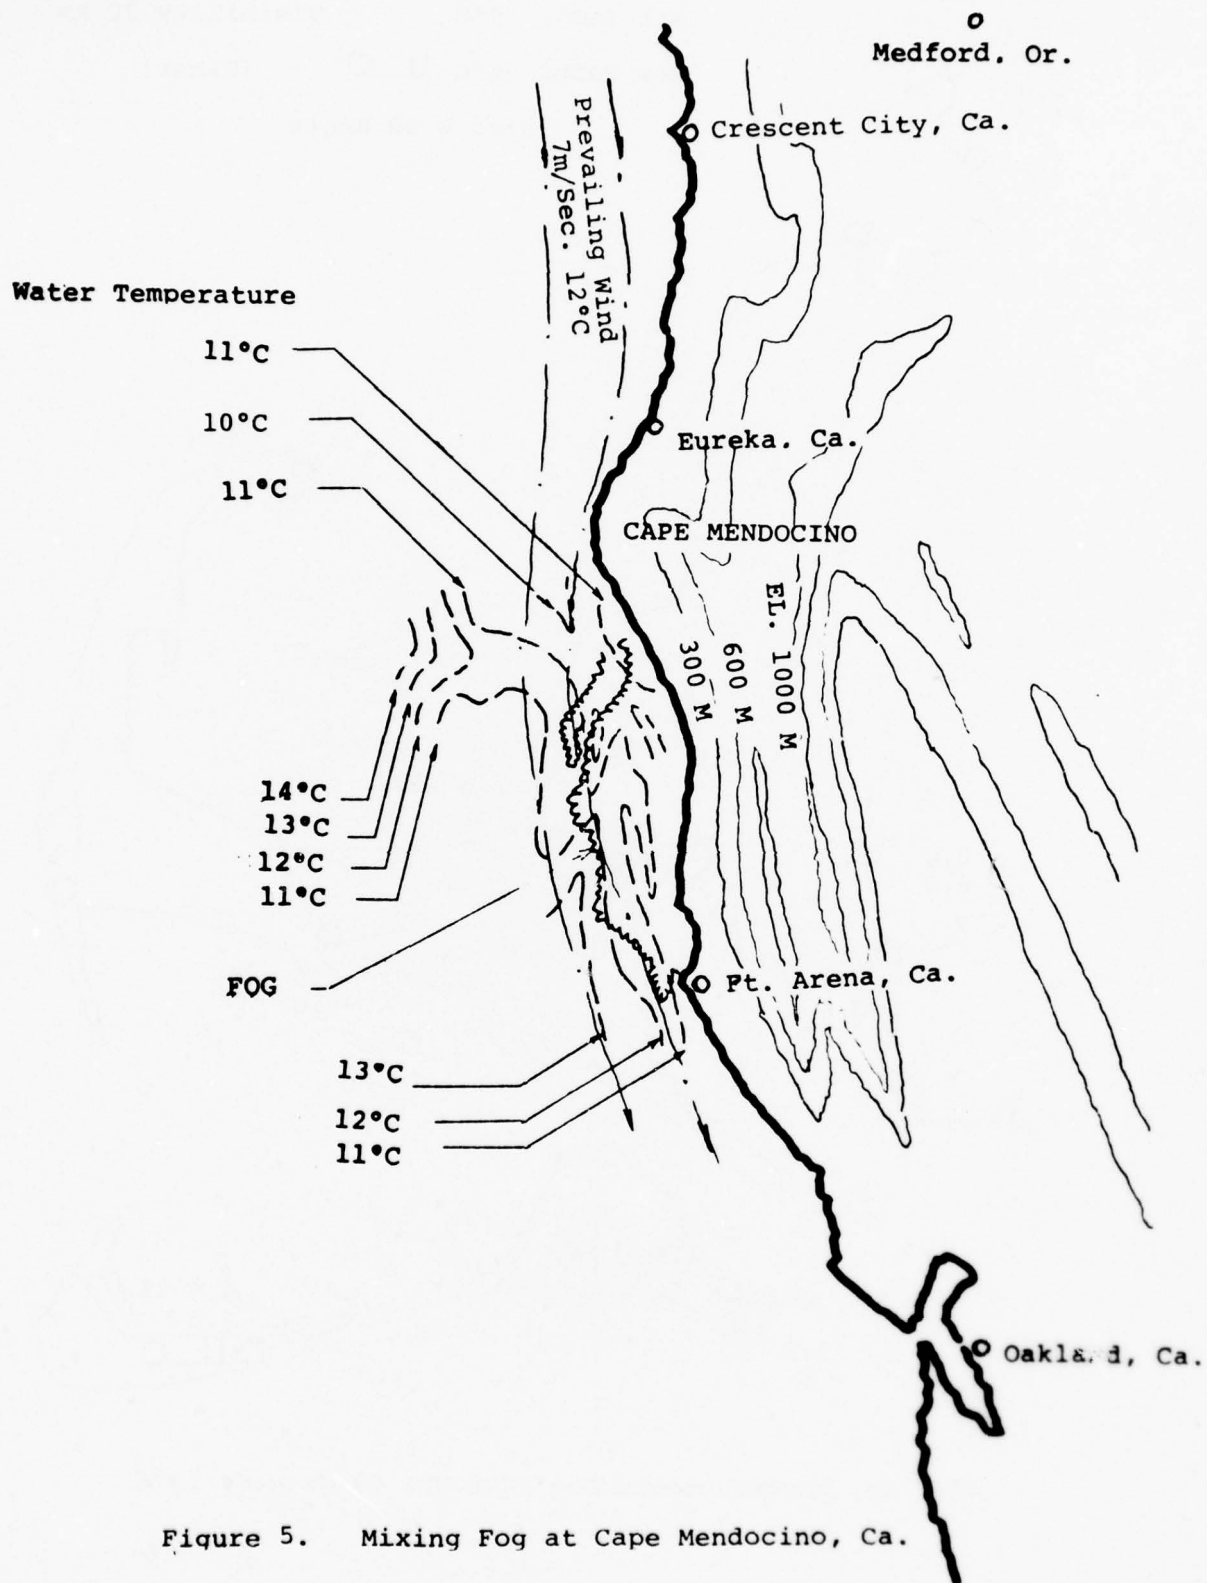 Medford. Or.
Crescent City, Ca.
Prevailing Wind
7m/Sec. 12°C
Water Temperature
11°C
10°C
11°C
Eureka. Ca.
CAPE MENDOCINO
EL. 1000 M
600 M
300 M
14°C
13°C
12°C
11°C
FOG
Pt. Arena, Ca.
13°C
12°C
11°C
Oakland, Ca.
Figure 5. Mixing Fog at Cape Mendocino, Ca.